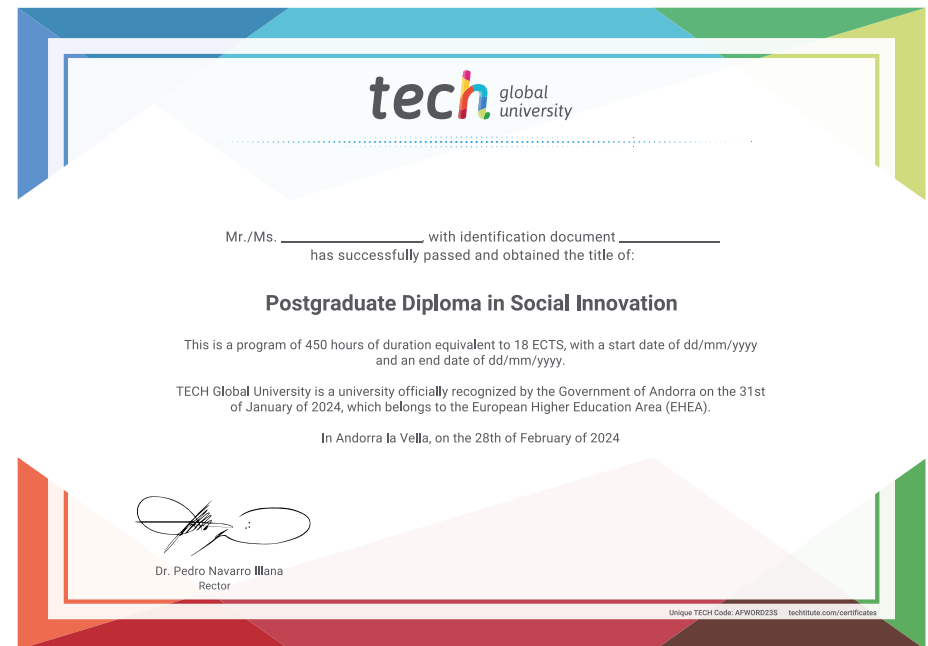 tech global
university
Mr./Ms. ____________________, with identification document ______________
has successfully passed and obtained the title of:
Postgraduate Diploma in Social Innovation
This is a program of 450 hours of duration equivalent to 18 ECTS, with a start date of dd/mm/yyyy
and an end date of dd/mm/yyyy.
TECH Global University is a university officially recognized by the Government of Andorra on the 31st
of January of 2024, which belongs to the European Higher Education Area (EHEA).
In Andorra la Vella, on the 28th of February of 2024
Dr. Pedro Navarro Illana
Rector
Unique TECH Code: AFWORD23S techtitute.com/certificates